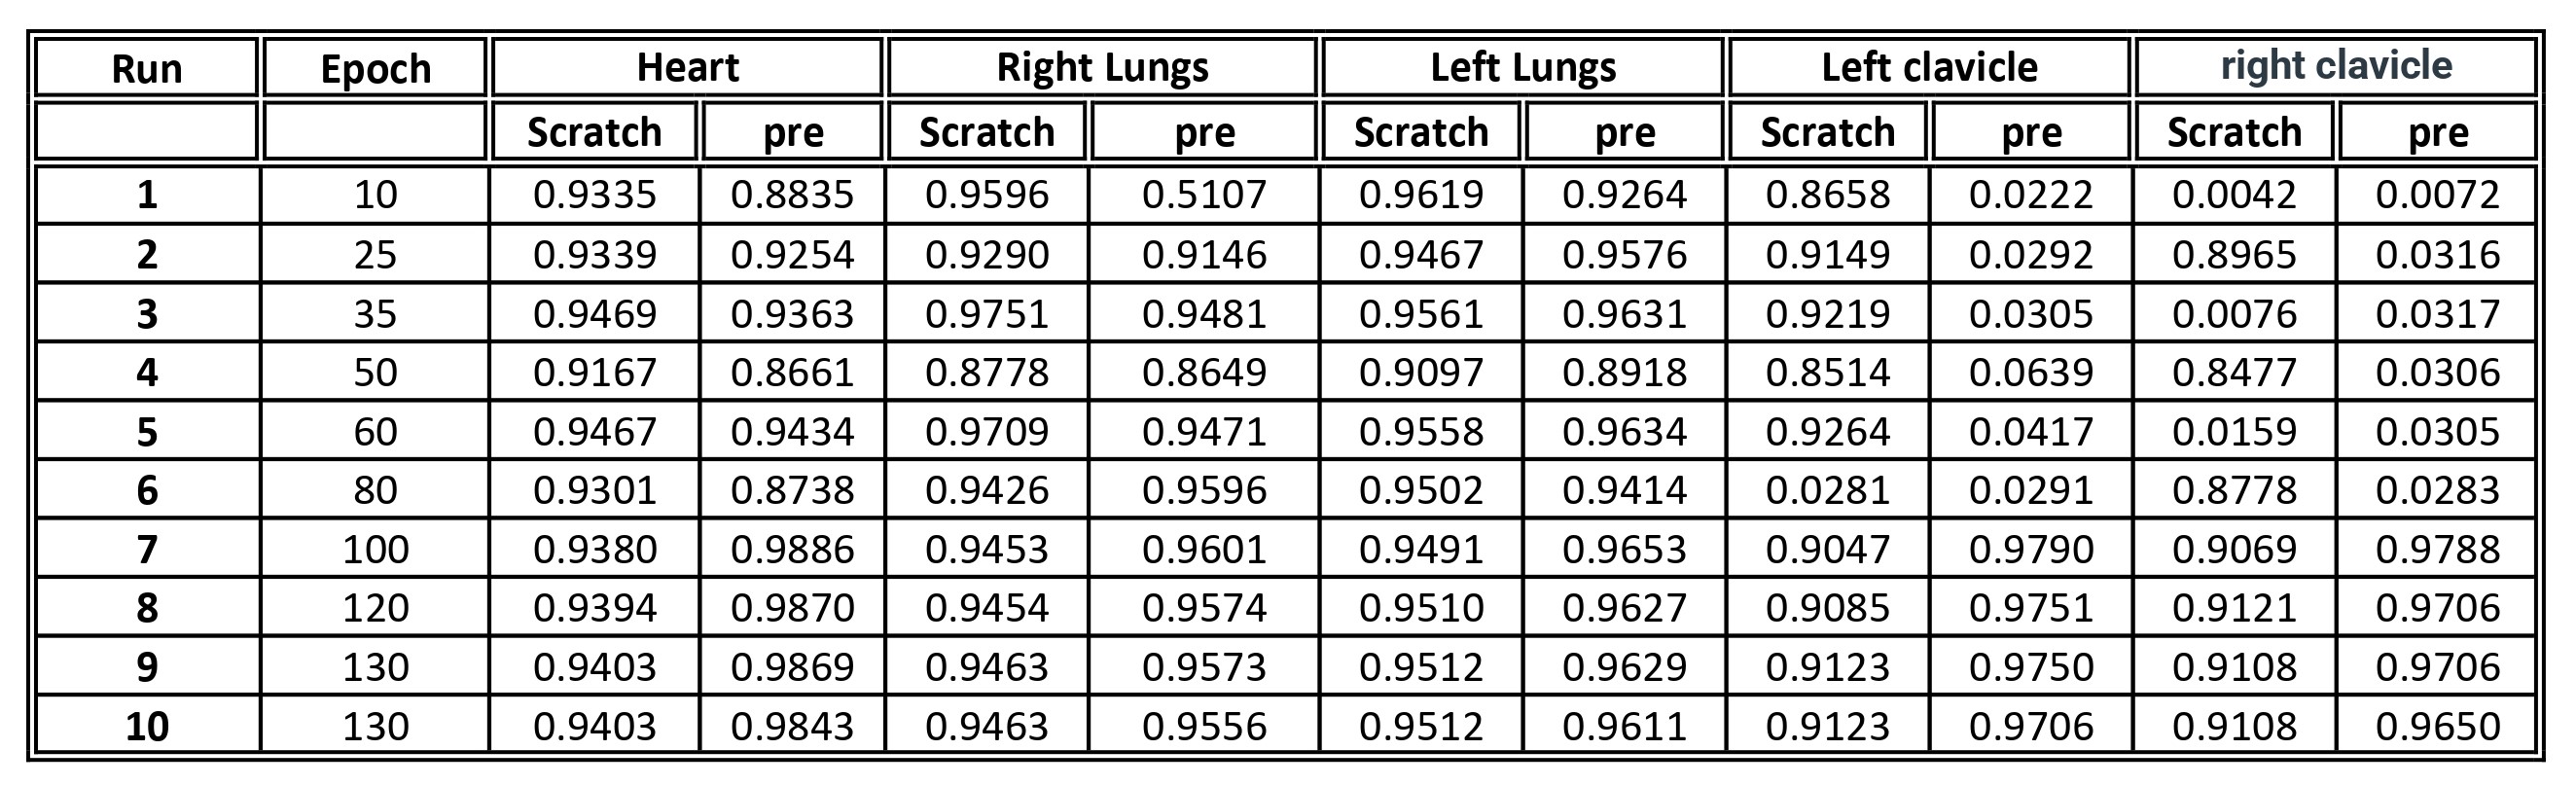 Run Epoch Heart Right Lungs Left Lungs Left clavicle right clavicle
Scratch pre Scratch pre Scratch pre Scratch pre Scratch pre
1 10 0.9335 0.8835 0.9596 0.5107 0.9619 0.9264 0.8658 0.0222 0.0042 0.0072
2 25 0.9339 0.9254 0.9290 0.9146 0.9467 0.9576 0.9149 0.0292 0.8965 0.0316
3 35 0.9469 0.9363 0.9751 0.9481 0.9561 0.9631 0.9219 0.0305 0.0076 0.0317
4 50 0.9167 0.8661 0.8778 0.8649 0.9097 0.8918 0.8514 0.0639 0.8477 0.0306
5 60 0.9467 0.9434 0.9709 0.9471 0.9558 0.9634 0.9264 0.0417 0.0159 0.0305
6 80 0.9301 0.8738 0.9426 0.9596 0.9502 0.9414 0.0281 0.0291 0.8778 0.0283
7 100 0.9380 0.9886 0.9453 0.9601 0.9491 0.9653 0.9047 0.9790 0.9069 0.9788
8 120 0.9394 0.9870 0.9454 0.9574 0.9510 0.9627 0.9085 0.9751 0.9121 0.9706
9 130 0.9403 0.9869 0.9463 0.9573 0.9512 0.9629 0.9123 0.9750 0.9108 0.9706
10 130 0.9403 0.9843 0.9463 0.9556 0.9512 0.9611 0.9123 0.9706 0.9108 0.9650